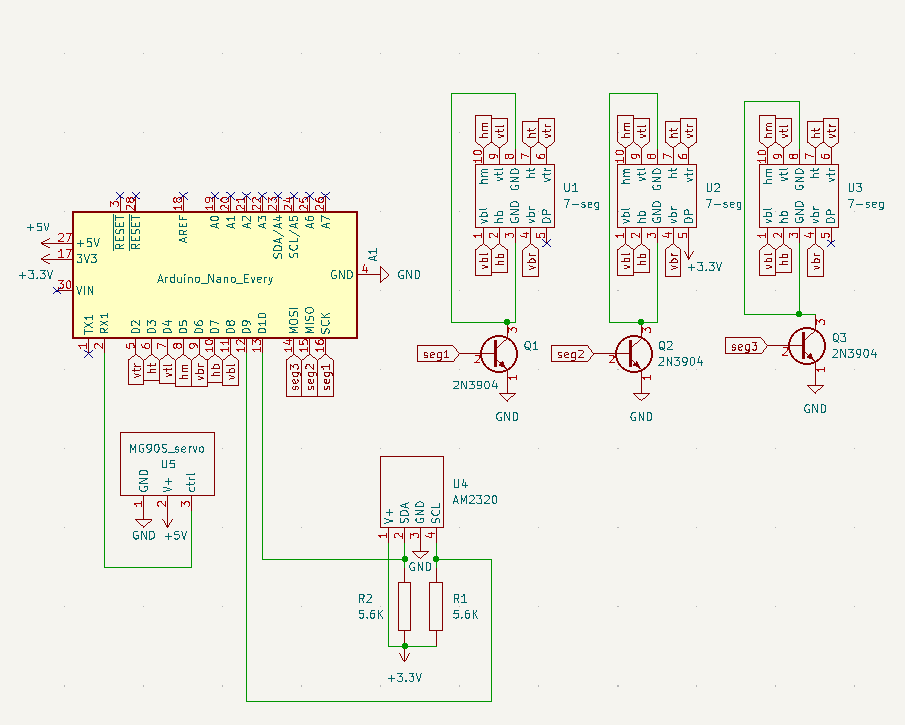 3
28
18
19
20
21
22
23
24
25
26
RESET
RESET
AREF
A0
A1
A2
A3
SDA/A4
SCL/A5
A6
A7
+5V
27
+5V
17
3V3
+3.3V
30
VIN
Arduino_Nano_Every
A1
GND
4
GND
TX1
RX1
D2
D3
D4
D5
D6
D7
D8
D9
D10
MOSI
MISO
SCK
1
2
5
6
7
8
9
10
11
12
13
14
15
16
vtr
ht
vtl
hm
vbr
hb
vbl
seg3
seg2
seg1
hm
vtl
ht
vtr
10
9
8
7
6
hm
vtl
GND
ht
vtr
U1
7-seg
vbl
hb
GND
vbr
DP
1
2
3
4
5
vbl
hb
vbr
hm
vtl
ht
vtr
10
9
8
7
6
hm
vtl
GND
ht
vtr
U2
7-seg
vbl
hb
GND
vbr
DP
1
2
3
4
5
vbl
hb
vbr
+3.3V
hm
vtl
ht
vtr
10
9
8
7
6
hm
vtl
GND
ht
vtr
U3
7-seg
vbl
hb
GND
vbr
DP
1
2
3
4
5
vbl
hb
vbr
seg1
2
3
1
Q1
2N3904
GND
seg2
2
3
1
Q2
2N3904
GND
seg3
2
3
1
Q3
2N3904
GND
MG90S_servo
U5
GND
V+
ctrl
1
2
3
GND
+5V
U4
AM2320
V+
SDA
GND
SCL
1
2
3
4
GND
R2
5.6K
R1
5.6K
+3.3V